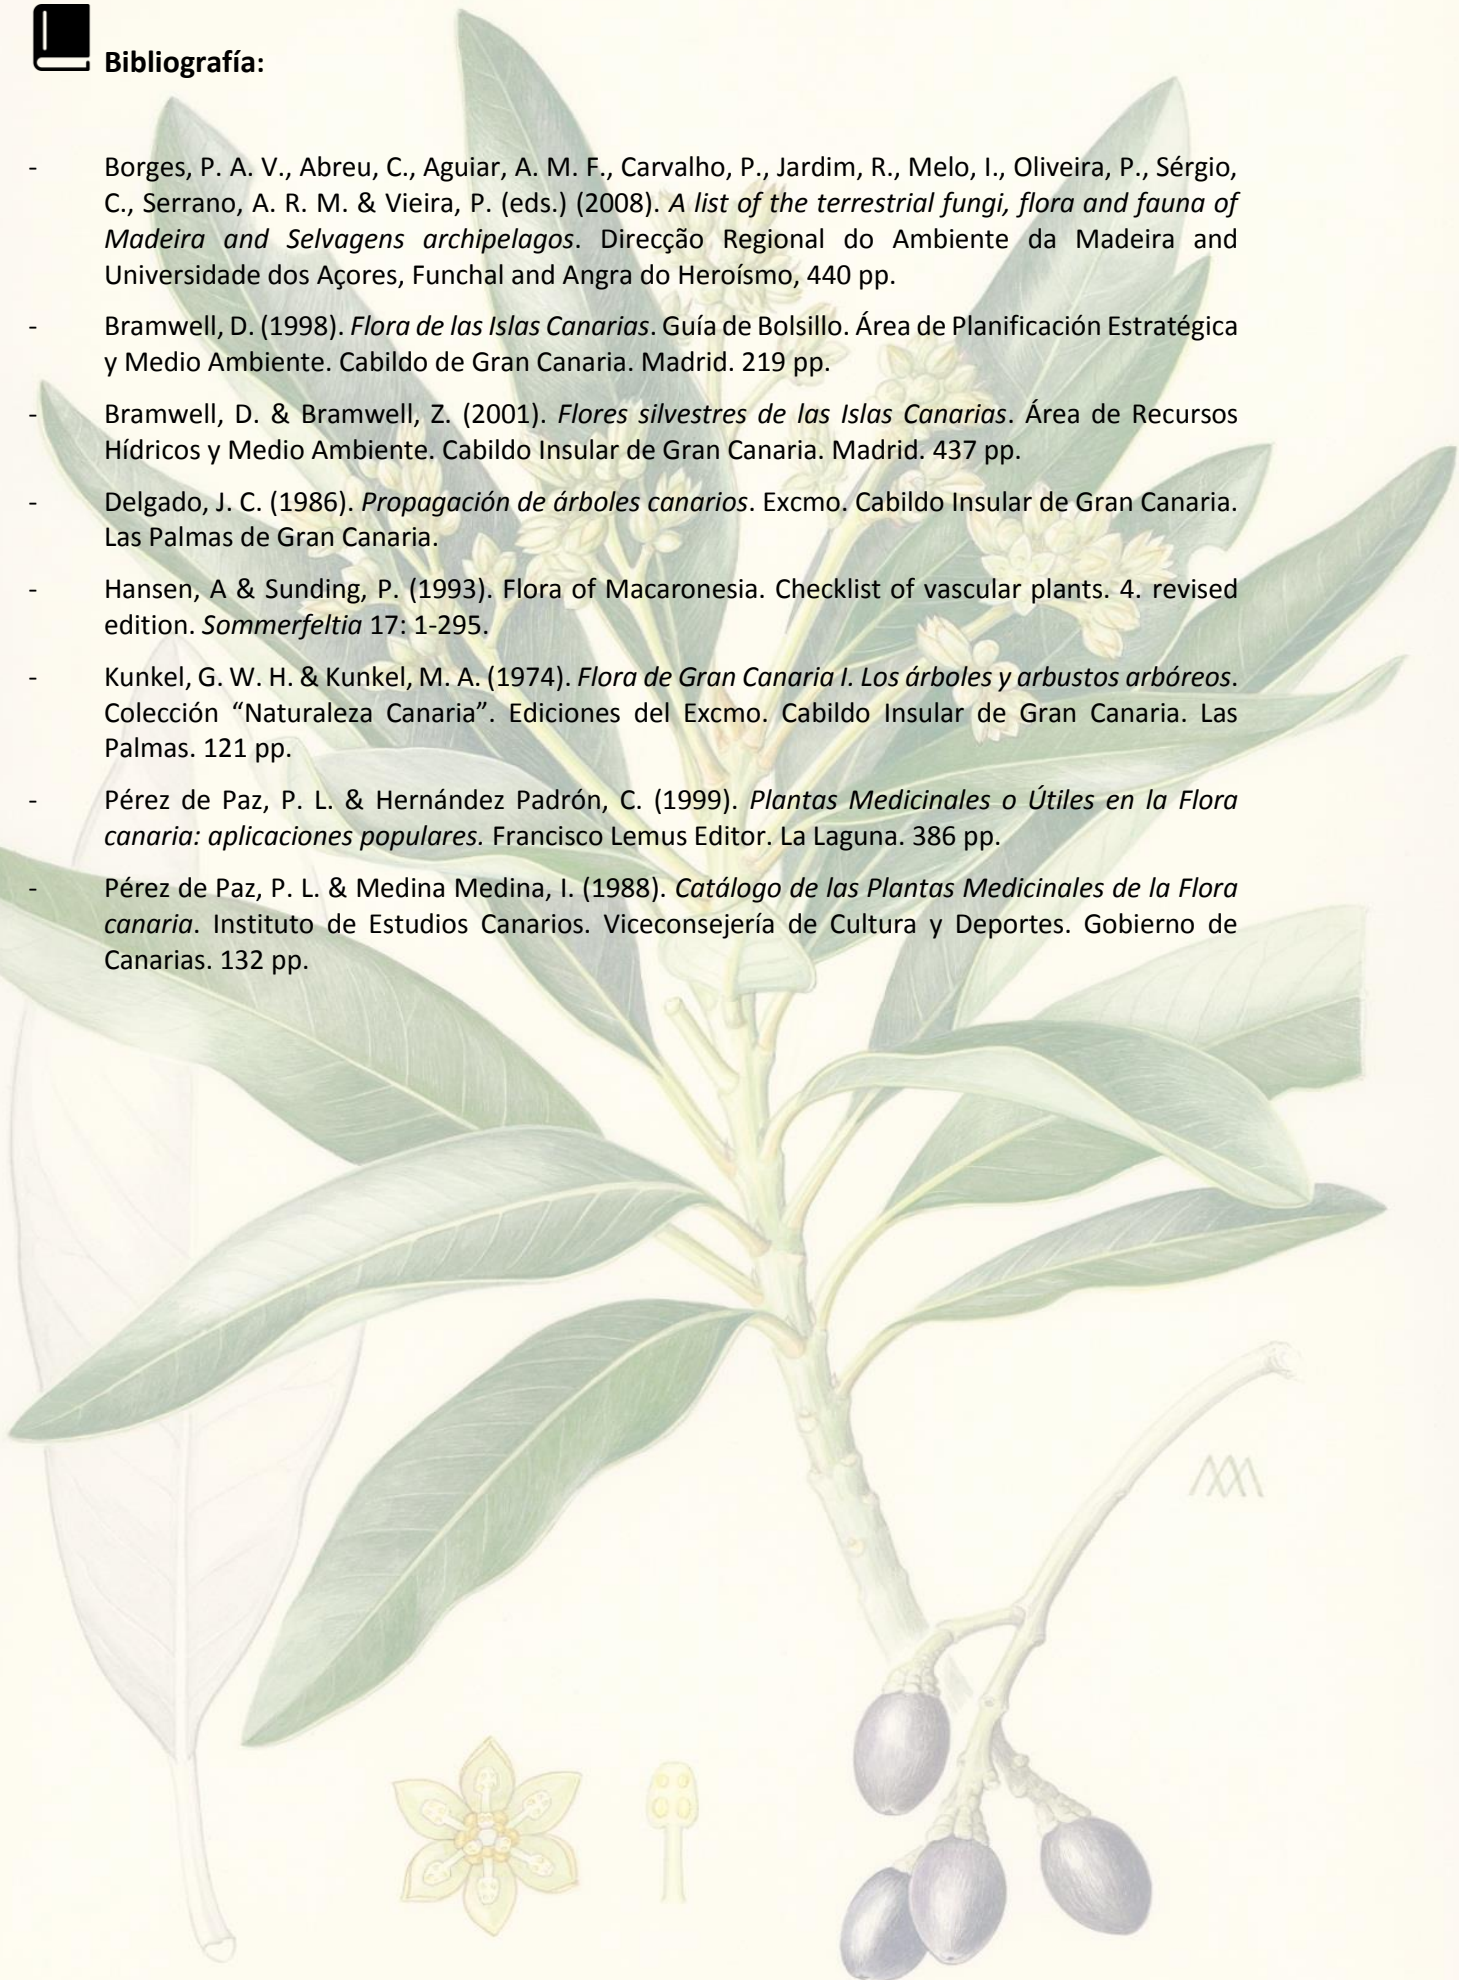 Bibliografía:
- Borges, P. A. V., Abreu, C., Aguiar, A. M. F., Carvalho, P., Jardim, R., Melo, I., Oliveira, P., Sérgio,
C., Serrano, A. R. M. & Vieira, P. (eds.) (2008). A list of the terrestrial fungi, flora and fauna of
Madeira and Selvagens archipelagos. Direcção Regional do Ambiente da Madeira and
Universidade dos Açores, Funchal and Angra do Heroísmo, 440 pp.
- Bramwell, D. (1998). Flora de las Islas Canarias. Guía de Bolsillo. Área de Planificación Estratégica
y Medio Ambiente. Cabildo de Gran Canaria. Madrid. 219 pp.
- Bramwell, D. & Bramwell, Z. (2001). Flores silvestres de las Islas Canarias. Área de Recursos
Hídricos y Medio Ambiente. Cabildo Insular de Gran Canaria. Madrid. 437 pp.
- Delgado, J. C. (1986). Propagación de árboles canarios. Excmo. Cabildo Insular de Gran Canaria.
Las Palmas de Gran Canaria.
- Hansen, A & Sunding, P. (1993). Flora of Macaronesia. Checklist of vascular plants. 4. revised
edition. Sommerfeltia 17: 1-295.
- Kunkel, G. W. H. & Kunkel, M. A. (1974). Flora de Gran Canaria I. Los árboles y arbustos arbóreos.
Colección “Naturaleza Canaria”. Ediciones del Excmo. Cabildo Insular de Gran Canaria. Las
Palmas. 121 pp.
- Pérez de Paz, P. L. & Hernández Padrón, C. (1999). Plantas Medicinales o Útiles en la Flora
canaria: aplicaciones populares. Francisco Lemus Editor. La Laguna. 386 pp.
- Pérez de Paz, P. L. & Medina Medina, I. (1988). Catálogo de las Plantas Medicinales de la Flora
canaria. Instituto de Estudios Canarios. Viceconsejería de Cultura y Deportes. Gobierno de
Canarias. 132 pp.